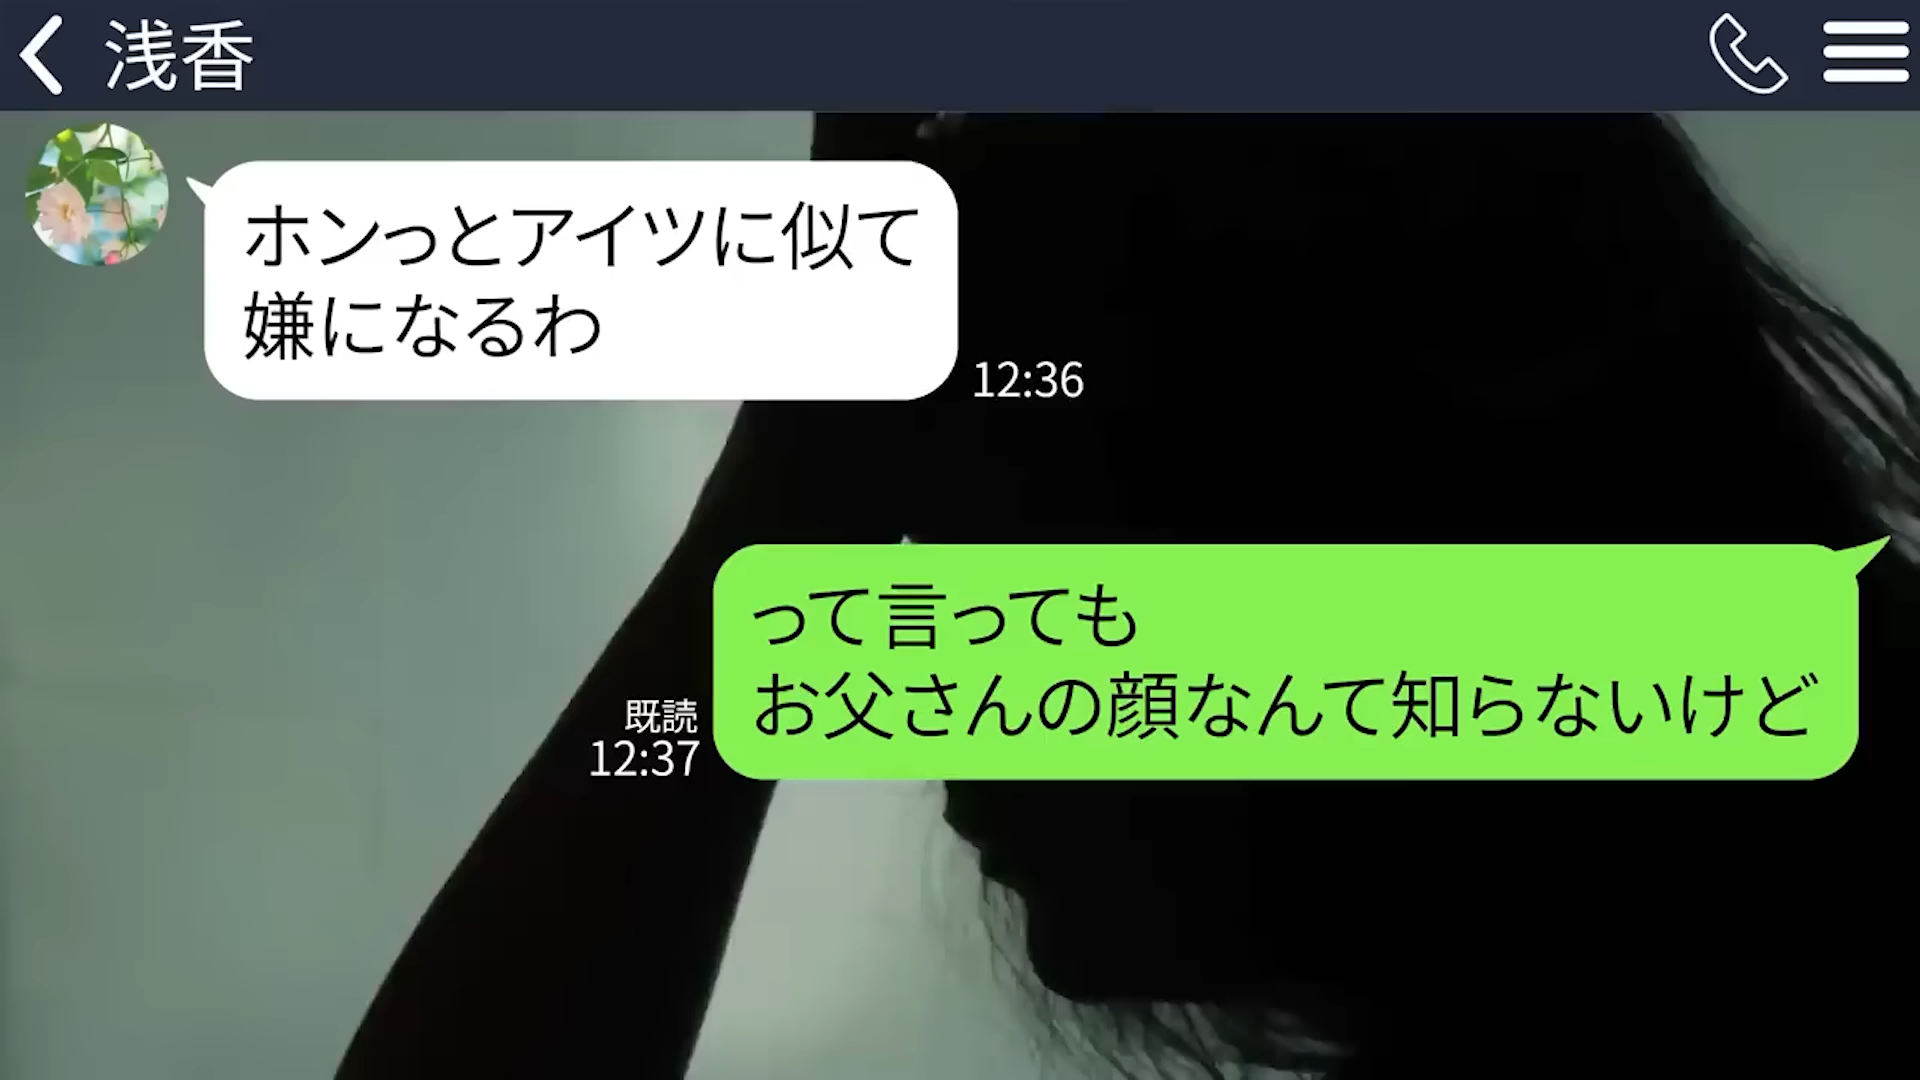 浅香
ホンっとアイツに似て
嫌になるわ
12:36
って言っても
お父さんの顔なんて知らないけど
既読
12:37